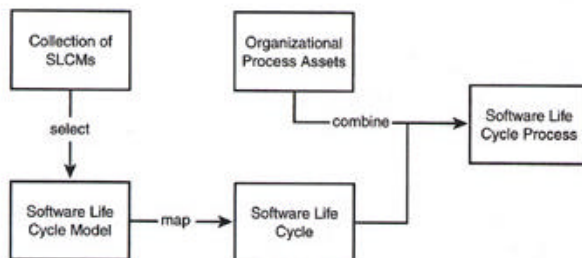 Collection of
SLCMs
Organizational
Process Assets
select
combine
Software Life
Cycle Process
Software Life
Cycle Model
map
Software Life
Cycle